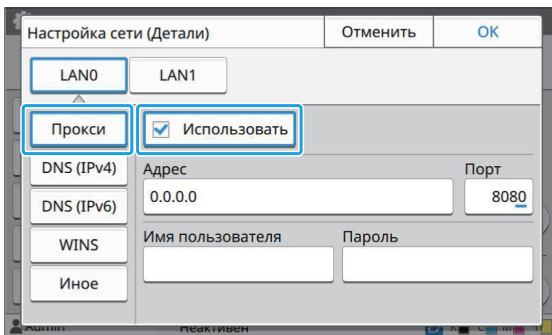 Настройка сети (Детали) Отменить OK
LAN0 LAN1
Прокси Использовать
DNS (IPv4) Адрес Порт
DNS (IPv6) 0.0.0.0 8080
WINS Имя пользователя Пароль
Иное
Admin Неактивен K C M Y